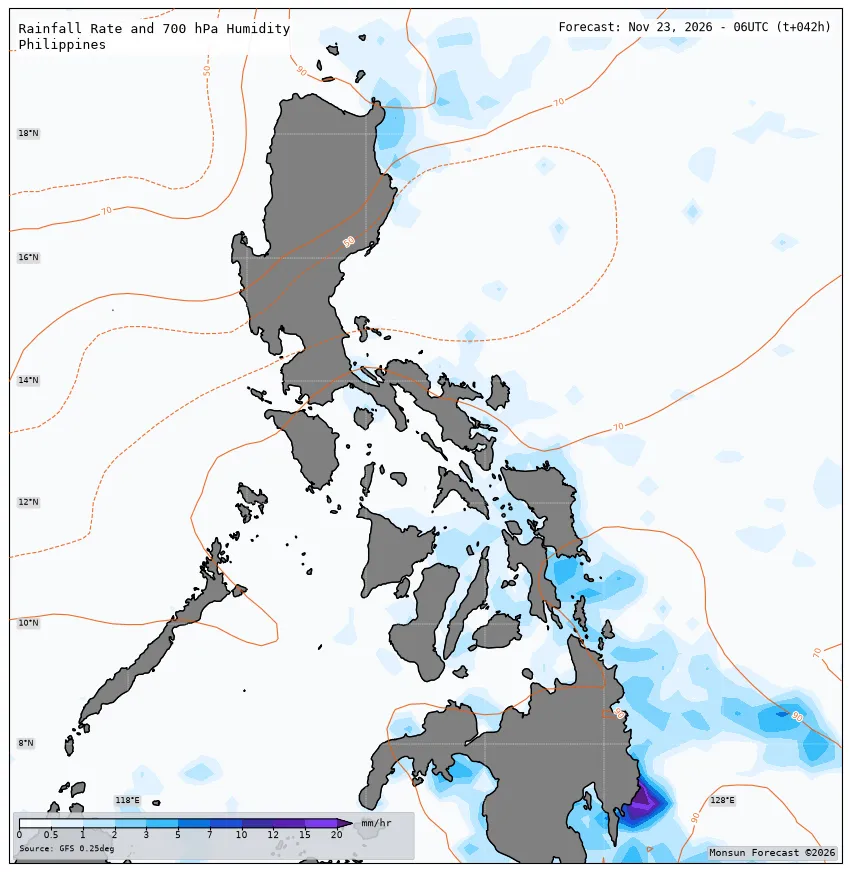 Rainfall Rate and 700 hPa Humidity
Philippines
Forecast: Nov 23, 2026 - 06UTC (t+042h)
50
90
70
18°N
70
50
16°N
14°N
70
12°N
10°N
70
90
90
8°N
118°E
128°E
90
0 0.5 1 2 3 5 7 10 12 15 20 mm/hr
Source: GFS 0.25deg
Monsun Forecast ©2026